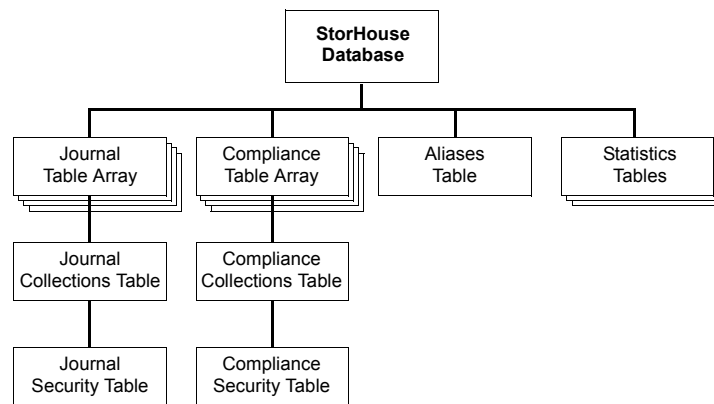 StorHouse
Database
Journal
Table Array
Compliance
Table Array
Aliases
Table
Statistics
Tables
Journal
Collections Table
Compliance
Collections Table
Journal
Security Table
Compliance
Security Table